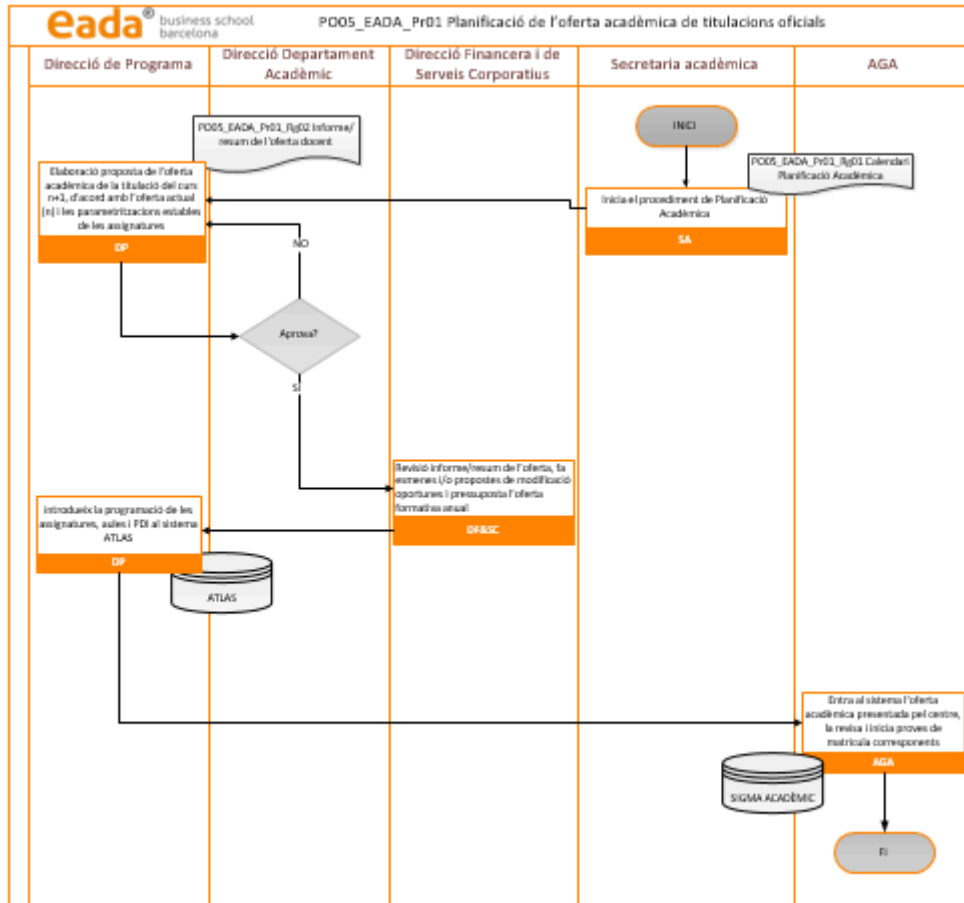 eada® business school
barcelona
PO05_EADA_Pr01 Planificació de l'oferta acadèmica de titulacions oficials
Direcció de Programa
Direcció Departament
Acadèmic
Direcció Financera i de
Serveis Corporatius
Secretaria acadèmica
AGA
INICI
PO05_EADA_Pr01_Rg02 Informe/
resum de l'oferta docent
PO05_EADA_Pr01_Rg01 Calendari
Planificació Acadèmica
Elaboració proposta de l'oferta
acadèmica de la titulació del curs
n+1, d'acord amb l'oferta actual
(n) i les parametritzacions estables
de les assignatures
DP
Inicia el procediment de Planificació
Acadèmica
SA
NO
Aprova?
SÍ
Revisió informe/resum de l'oferta, fa
esmenes i/o propostes de modificació
oportunes i pressuposta l'oferta
formativa anual
DF&SC
introdueix la programació de les
assignatures, aules i PDI al sistema
ATLAS
DP
ATLAS
Entra al sistema l'oferta
acadèmica presentada pel centre,
la revisa i inicia proves de
matrícula corresponents
AGA
SIGMA ACADÈMIC
FI